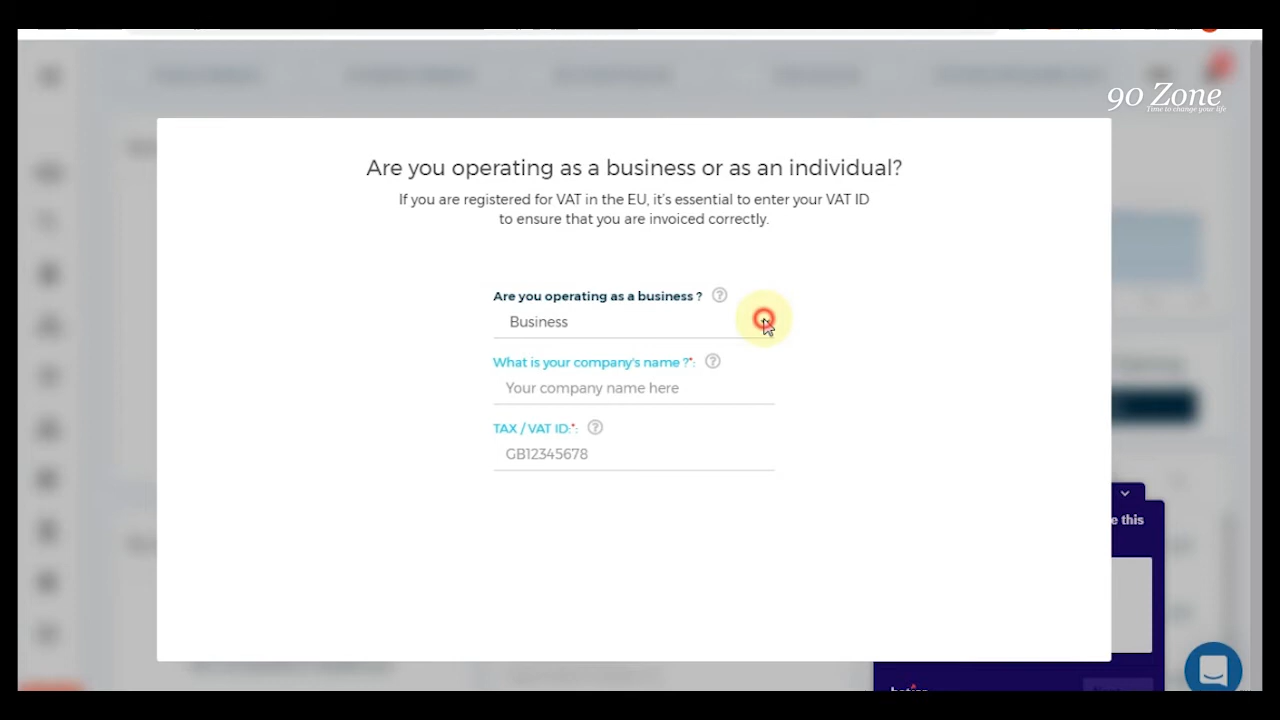 90 Zone
Time to change your life
Are you operating as a business or as an individual?
If you are registered for VAT in the EU, it's essential to enter your VAT ID
to ensure that you are invoiced correctly.
Are you operating as a business ?
Business
What is your company's name ?*:
Your company name here
TAX / VAT ID:*:
GB12345678
e this